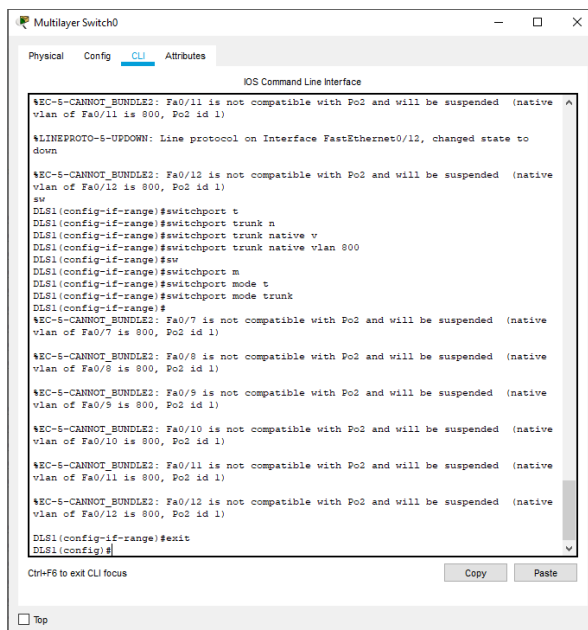 Multilayer Switch0
Physical Config CLI Attributes
IOS Command Line Interface
%EC-5-CANNOT_BUNDLE2: Fa0/11 is not compatible with Po2 and will be suspended (native
vlan of Fa0/11 is 800, Po2 id 1)
%LINEPROTO-5-UPDOWN: Line protocol on Interface FastEthernet0/12, changed state to
down
%EC-5-CANNOT_BUNDLE2: Fa0/12 is not compatible with Po2 and will be suspended (native
vlan of Fa0/12 is 800, Po2 id 1)
sw
DLS1(config-if-range)#switchport t
DLS1(config-if-range)#switchport trunk n
DLS1(config-if-range)#switchport trunk native v
DLS1(config-if-range)#switchport trunk native vlan 800
DLS1(config-if-range)#sw
DLS1(config-if-range)#switchport m
DLS1(config-if-range)#switchport mode t
DLS1(config-if-range)#switchport mode trunk
DLS1(config-if-range)#
%EC-5-CANNOT_BUNDLE2: Fa0/7 is not compatible with Po2 and will be suspended (native
vlan of Fa0/7 is 800, Po2 id 1)
%EC-5-CANNOT_BUNDLE2: Fa0/8 is not compatible with Po2 and will be suspended (native
vlan of Fa0/8 is 800, Po2 id 1)
%EC-5-CANNOT_BUNDLE2: Fa0/9 is not compatible with Po2 and will be suspended (native
vlan of Fa0/9 is 800, Po2 id 1)
%EC-5-CANNOT_BUNDLE2: Fa0/10 is not compatible with Po2 and will be suspended (native
vlan of Fa0/10 is 800, Po2 id 1)
%EC-5-CANNOT_BUNDLE2: Fa0/11 is not compatible with Po2 and will be suspended (native
vlan of Fa0/11 is 800, Po2 id 1)
%EC-5-CANNOT_BUNDLE2: Fa0/12 is not compatible with Po2 and will be suspended (native
vlan of Fa0/12 is 800, Po2 id 1)
DLS1(config-if-range)#exit
DLS1(config)#
Ctrl+F6 to exit CLI focus Copy Paste
Top